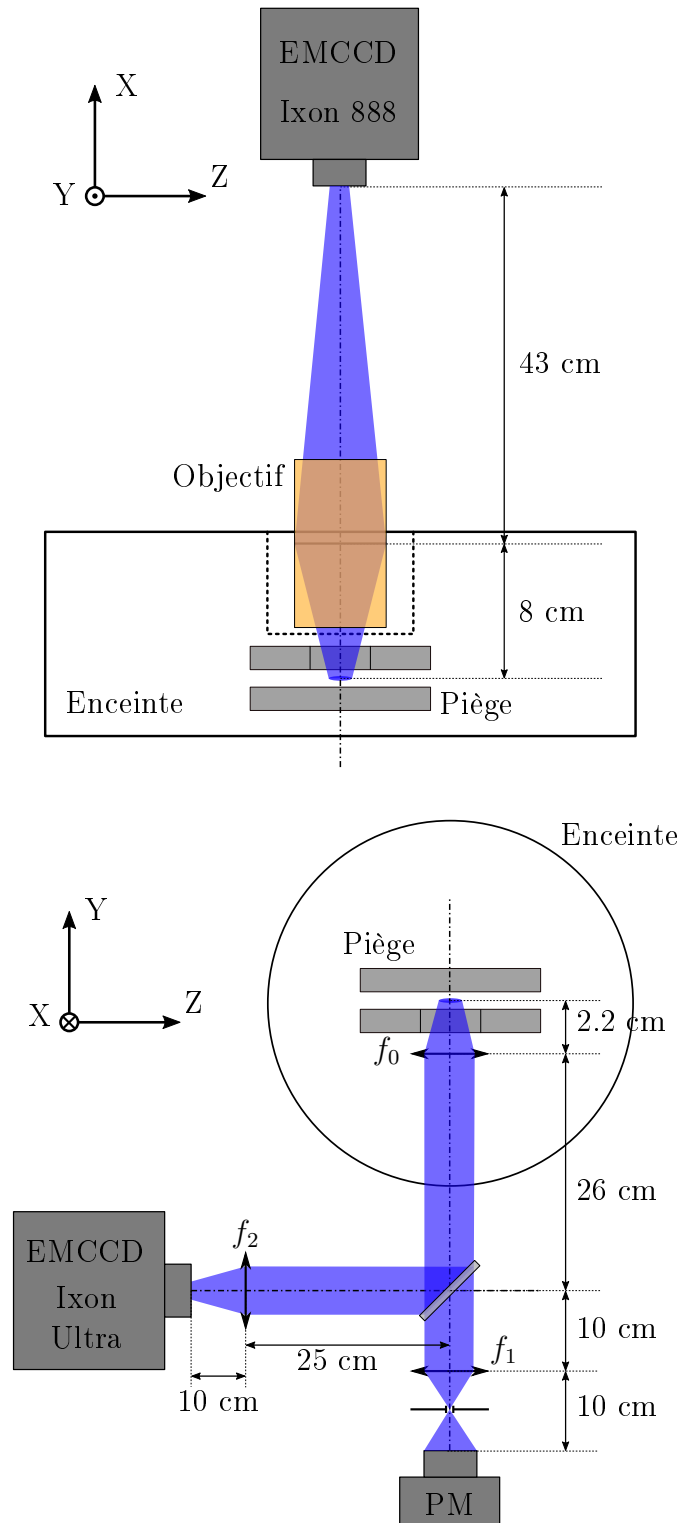 EMCCD
Ixon 888
X
Y
Z
43 cm
Objectif
8 cm
Enceinte
Piège
Enceinte
Y
X
Z
Piège
2.2 cm
f₀
26 cm
EMCCD
Ixon
Ultra
f₂
25 cm
10 cm
f₁
10 cm
10 cm
PM